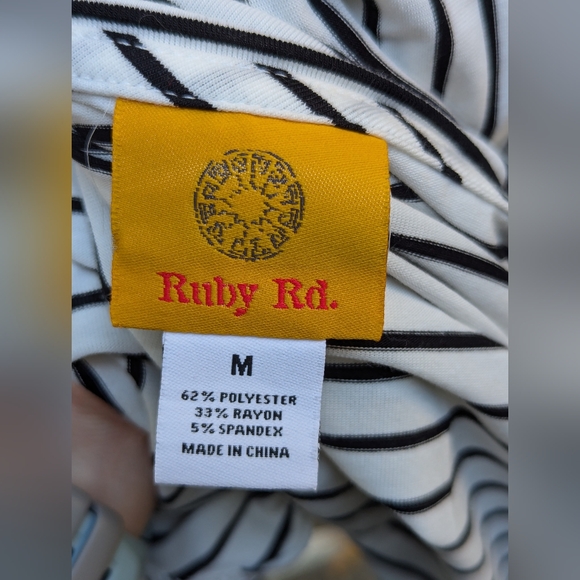 Ruby Rd.
M
62% POLYESTER
33% RAYON
5% SPANDEX
MADE IN CHINA